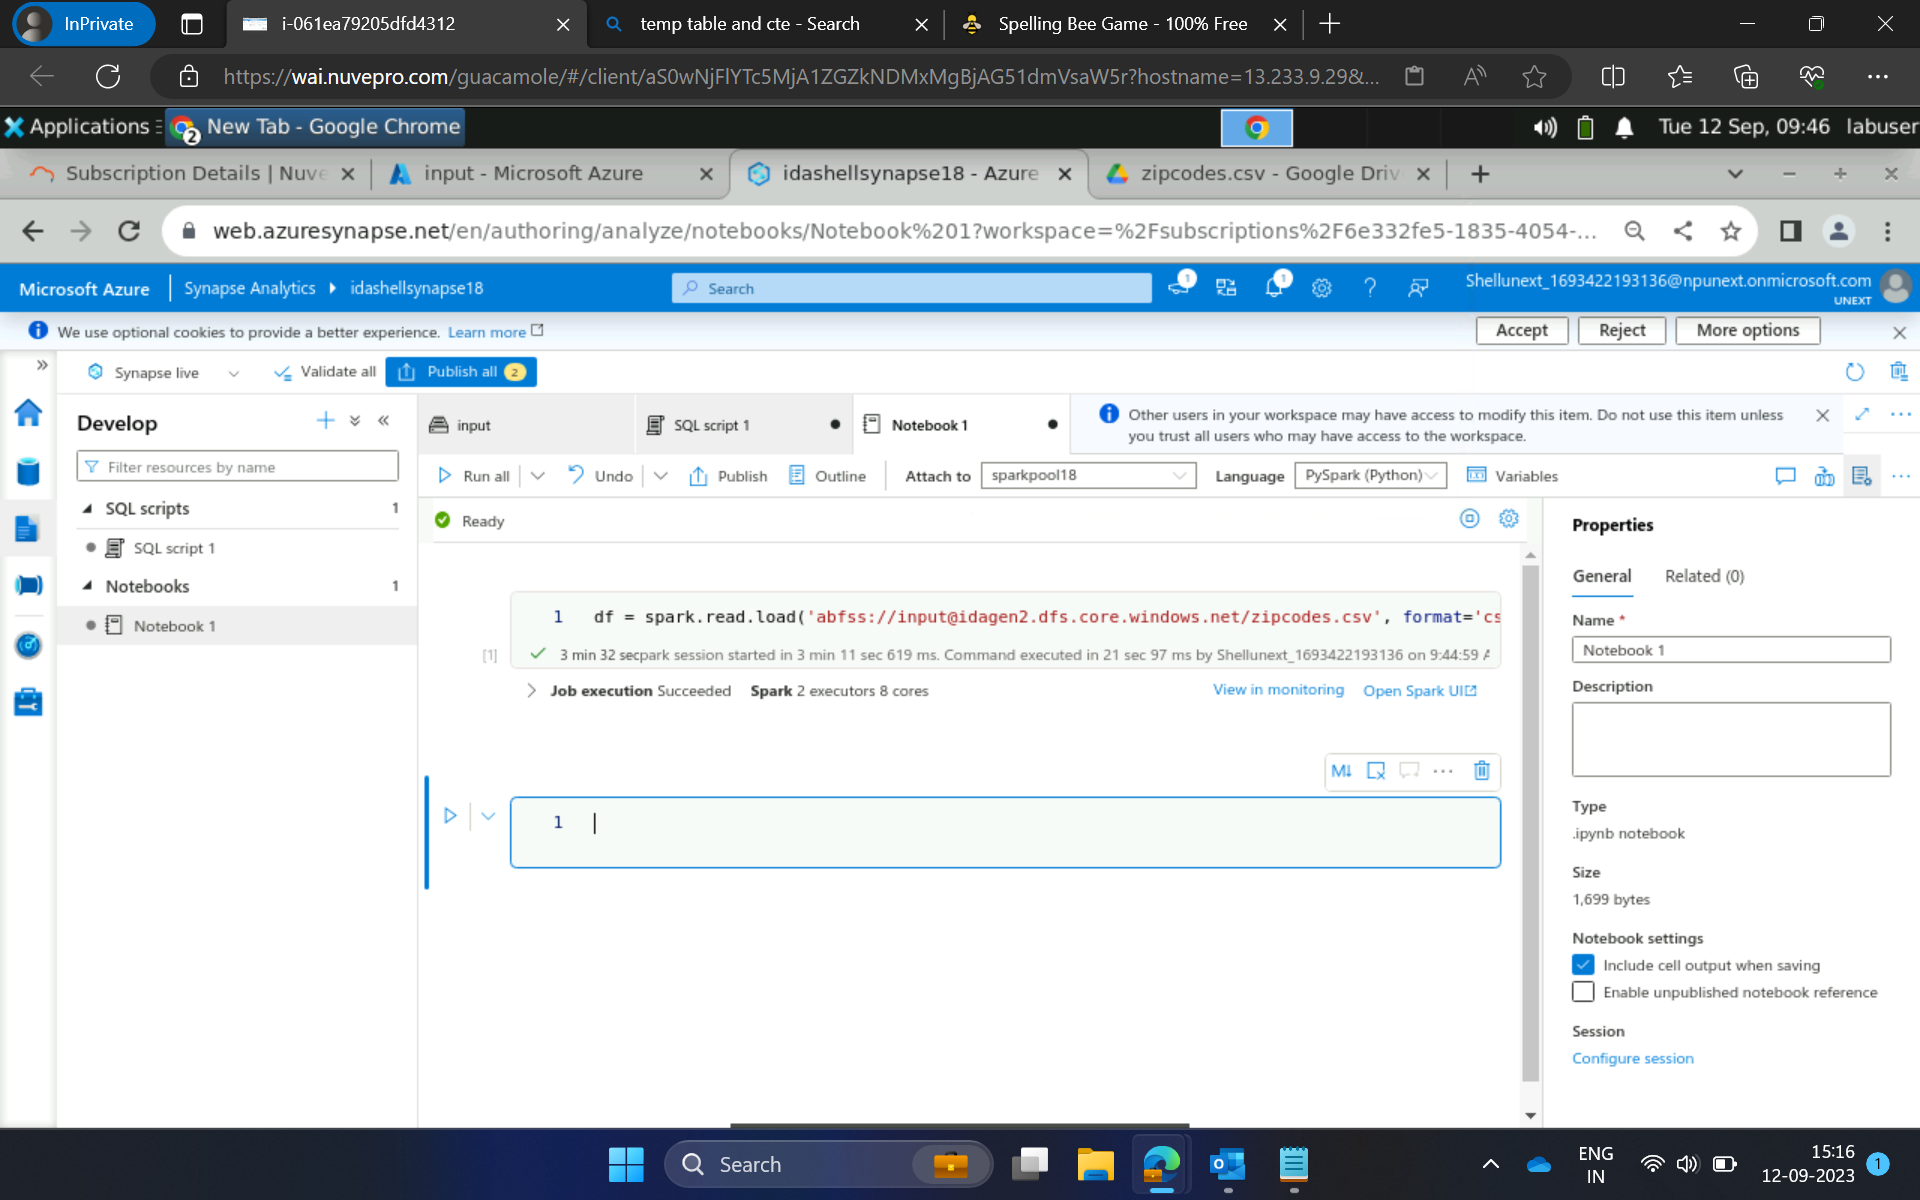 InPrivate
i-061ea79205dfd4312
temp table and cte - Search
Spelling Bee Game - 100% Free
https://wai.nuvepro.com/guacamole/#/client/aS0wNjFlYTc5MjA1ZGZkNDMxMgBjAG51dmVsaW5r?hostname=13.233.9.29&...
Applications
2
New Tab - Google Chrome
Tue 12 Sep, 09:46
labuser
Subscription Details | Nuve
input - Microsoft Azure
idashellsynapse18 - Azure
zipcodes.csv - Google Driv
web.azuresynapse.net/en/authoring/analyze/notebooks/Notebook%201?workspace=%2Fsubscriptions%2F6e332fe5-1835-4054-...
Microsoft Azure
Synapse Analytics
idashellsynapse18
Search
1
1
Shellunext_1693422193136@npunext.onmicrosoft.com
UNEXT
We use optional cookies to provide a better experience. Learn more
Accept
Reject
More options
Synapse live
Validate all
Publish all 2
Develop
input
SQL script 1
Notebook 1
Other users in your workspace may have access to modify this item. Do not use this item unless
you trust all users who may have access to the workspace.
Filter resources by name
Run all
Undo
Publish
Outline
Attach to
sparkpool18
Language
PySpark (Python)
Variables
SQL scripts 1
SQL script 1
Notebooks 1
Notebook 1
Ready
1 df = spark.read.load('abfss://input@idagen2.dfs.core.windows.net/zipcodes.csv', format='cs
[1]
3 min 32 secpark session started in 3 min 11 sec 619 ms. Command executed in 21 sec 97 ms by Shellunext_1693422193136 on 9:44:59 A
Job execution Succeeded Spark 2 executors 8 cores
View in monitoring
Open Spark UI
M↓
1
Properties
General
Related (0)
Name *
Notebook 1
Description
Type
.ipynb notebook
Size
1,699 bytes
Notebook settings
Include cell output when saving
Enable unpublished notebook reference
Session
Configure session
Search
ENG
IN
15:16
12-09-2023
1